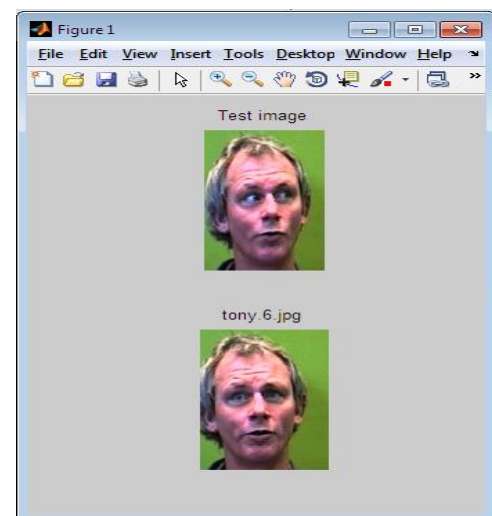 Figure 1
File Edit View Insert Tools Desktop Window Help
Test image
tony.6.jpg